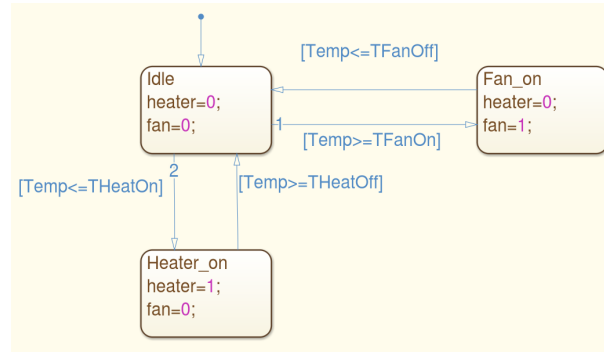 [Temp<=TFanOff]
Idle
heater=0;
fan=0;
Fan_on
heater=0;
fan=1;
1
[Temp>=TFanOn]
2
[Temp<=THeatOn]
[Temp>=THeatOff]
Heater_on
heater=1;
fan=0;